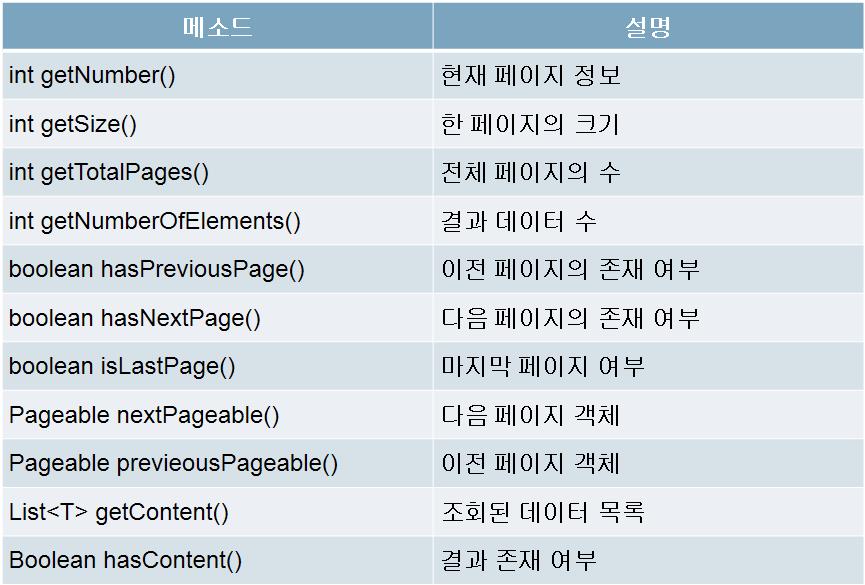 메소드 설명
int getNumber() 현재 페이지 정보
int getSize() 한 페이지의 크기
int getTotalPages() 전체 페이지의 수
int getNumberOfElements() 결과 데이터 수
boolean hasPreviousPage() 이전 페이지의 존재 여부
boolean hasNextPage() 다음 페이지의 존재 여부
boolean isLastPage() 마지막 페이지 여부
Pageable nextPageable() 다음 페이지 객체
Pageable previeousPageable() 이전 페이지 객체
List<T> getContent() 조회된 데이터 목록
Boolean hasContent() 결과 존재 여부